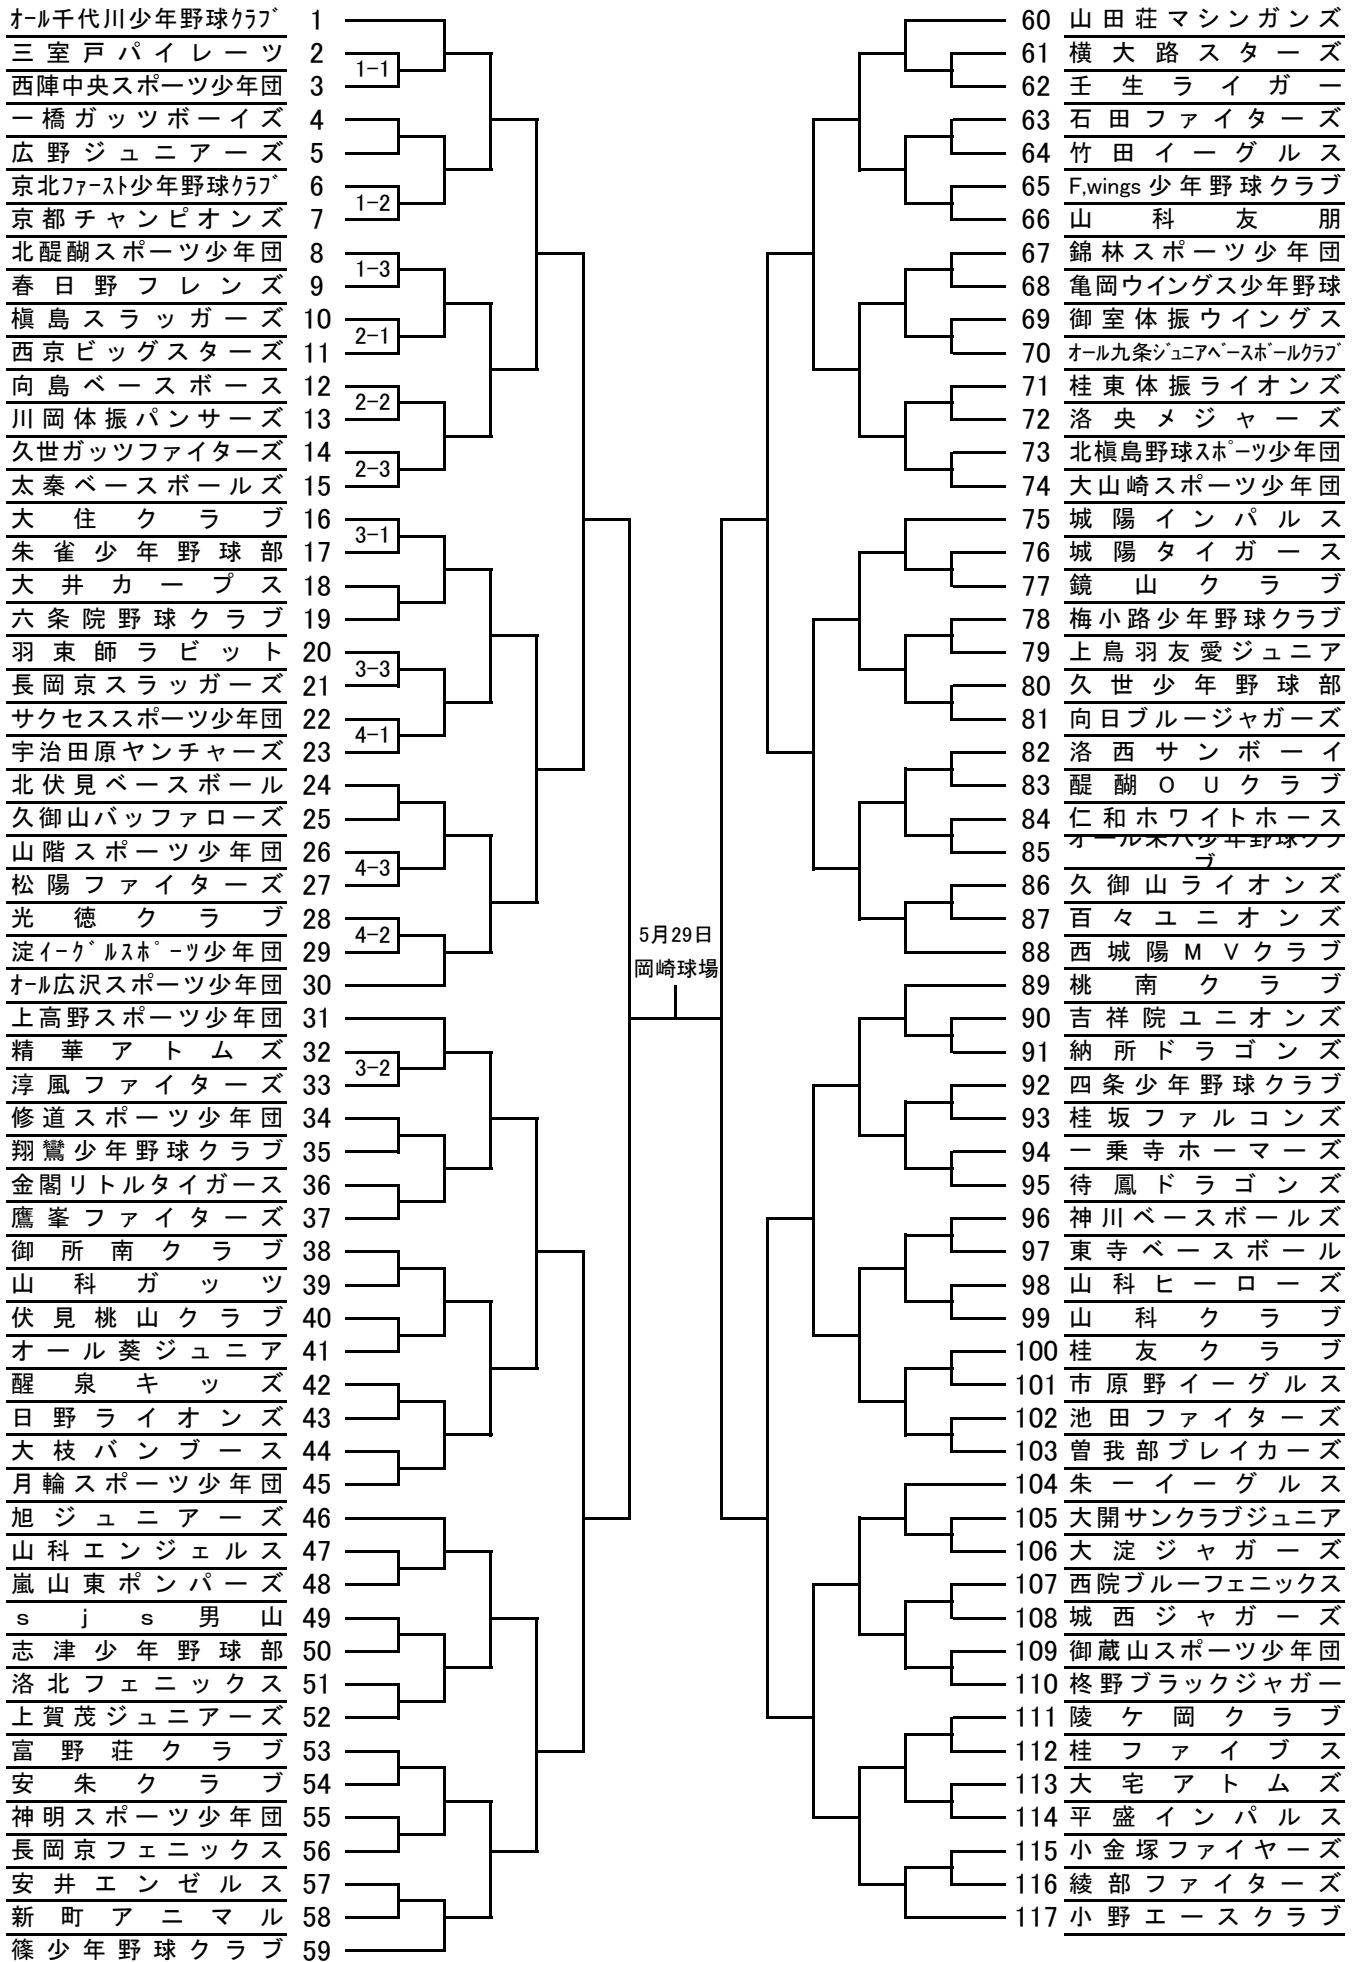 オール千代川少年野球クラブ 1
三室戸パイレーツ 2
1-1
西陣中央スポーツ少年団 3
一橋ガッツボーイズ 4
広野ジュニアーズ 5
京北ファースト少年野球クラブ 6
1-2
京都チャンピオンズ 7
北醍醐スポーツ少年団 8
1-3
春日野フレンズ 9
槇島スラッガーズ 10
2-1
西京ビッグスターズ 11
向島ベースボース 12
2-2
川岡体振パンサーズ 13
久世ガッツファイターズ 14
2-3
太秦ベースボールズ 15
大住クラブ 16
3-1
朱雀少年野球部 17
大井カープス 18
六条院野球クラブ 19
羽束師ラビット 20
3-3
長岡京スラッガーズ 21
サクセススポーツ少年団 22
4-1
宇治田原ヤンチャーズ 23
北伏見ベースボール 24
久御山バッファローズ 25
山階スポーツ少年団 26
4-3
松陽ファイターズ 27
光徳クラブ 28
4-2
淀イーグルスポーツ少年団 29
オール広沢スポーツ少年団 30
上高野スポーツ少年団 31
精華アトムズ 32
3-2
淳風ファイターズ 33
修道スポーツ少年団 34
翔鸞少年野球クラブ 35
金閣リトルタイガース 36
鷹峯ファイターズ 37
御所南クラブ 38
山科ガッツ 39
伏見桃山クラブ 40
オール葵ジュニア 41
醒泉キッズ 42
日野ライオンズ 43
大枝バンブース 44
月輪スポーツ少年団 45
旭ジュニアーズ 46
山科エンジェルス 47
嵐山東ポンパーズ 48
sjs男山 49
志津少年野球部 50
洛北フェニックス 51
上賀茂ジュニアーズ 52
富野荘クラブ 53
安朱クラブ 54
神明スポーツ少年団 55
長岡京フェニックス 56
安井エンゼルス 57
新町アニマル 58
篠少年野球クラブ 59
5月29日
岡崎球場
60 山田荘マシンガンズ
61 横大路スターズ
62 壬生ライガー
63 石田ファイターズ
64 竹田イーグルス
65 F,wings少年野球クラブ
66 山科友朋
67 錦林スポーツ少年団
68 亀岡ウイングス少年野球
69 御室体振ウイングス
70 オール九条ジュニアベースボールクラブ
71 桂東体振ライオンズ
72 洛央メジャーズ
73 北槇島野球スポーツ少年団
74 大山崎スポーツ少年団
75 城陽インパルス
76 城陽タイガース
77 鏡山クラブ
78 梅小路少年野球クラブ
79 上鳥羽友愛ジュニア
80 久世少年野球部
81 向日ブルージャガーズ
82 洛西サンボーイ
83 醍醐OUクラブ
84 仁和ホワイトホース
85 オール朱八少年野球クラブ
86 久御山ライオンズ
87 百々ユニオンズ
88 西城陽MVクラブ
89 桃南クラブ
90 吉祥院ユニオンズ
91 納所ドラゴンズ
92 四条少年野球クラブ
93 桂坂ファルコンズ
94 一乗寺ホーマーズ
95 待鳳ドラゴンズ
96 神川ベースボールズ
97 東寺ベースボール
98 山科ヒーローズ
99 山科クラブ
100 桂友クラブ
101 市原野イーグルス
102 池田ファイターズ
103 曽我部ブレイカーズ
104 朱一イーグルス
105 大開サンクラブジュニア
106 大淀ジャガーズ
107 西院ブルーフェニックス
108 城西ジャガーズ
109 御蔵山スポーツ少年団
110 柊野ブラックジャガー
111 陵ケ岡クラブ
112 桂ファイブス
113 大宅アトムズ
114 平盛インパルス
115 小金塚ファイヤーズ
116 綾部ファイターズ
117 小野エースクラブ